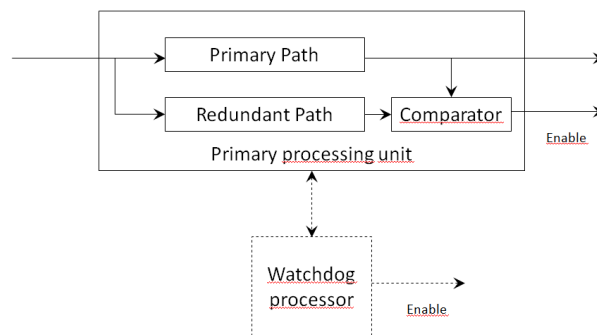 Primary Path
Redundant Path
Comparator
Enable
Primary processing unit
Watchdog
processor
Enable